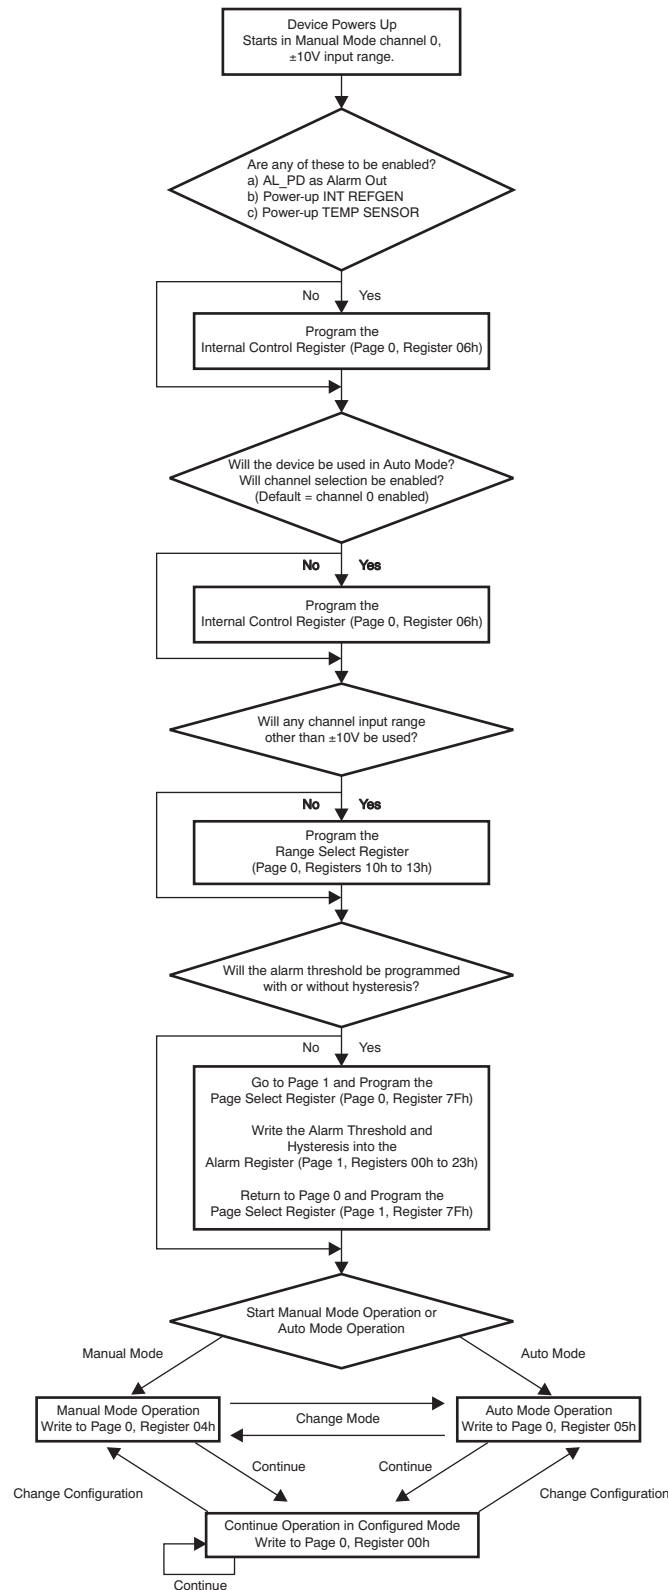 Device Powers Up
Starts in Manual Mode channel 0,
±10V input range.
Are any of these to be enabled?
a) AL_PD as Alarm Out
b) Power-up INT REFGEN
c) Power-up TEMP SENSOR
No Yes
Program the
Internal Control Register (Page 0, Register 06h)
Will the device be used in Auto Mode?
Will channel selection be enabled?
(Default = channel 0 enabled)
No Yes
Program the
Internal Control Register (Page 0, Register 06h)
Will any channel input range
other than ±10V be used?
No Yes
Program the
Range Select Register
(Page 0, Registers 10h to 13h)
Will the alarm threshold be programmed
with or without hysteresis?
No Yes
Go to Page 1 and Program the
Page Select Register (Page 0, Register 7Fh)
Write the Alarm Threshold and
Hysteresis into the
Alarm Register (Page 1, Registers 00h to 23h)
Return to Page 0 and Program the
Page Select Register (Page 1, Register 7Fh)
Start Manual Mode Operation or
Auto Mode Operation
Manual Mode Auto Mode
Manual Mode Operation
Write to Page 0, Register 04h
Change Mode
Auto Mode Operation
Write to Page 0, Register 05h
Continue Continue
Change Configuration Change Configuration
Continue Operation in Configured Mode
Write to Page 0, Register 00h
Continue